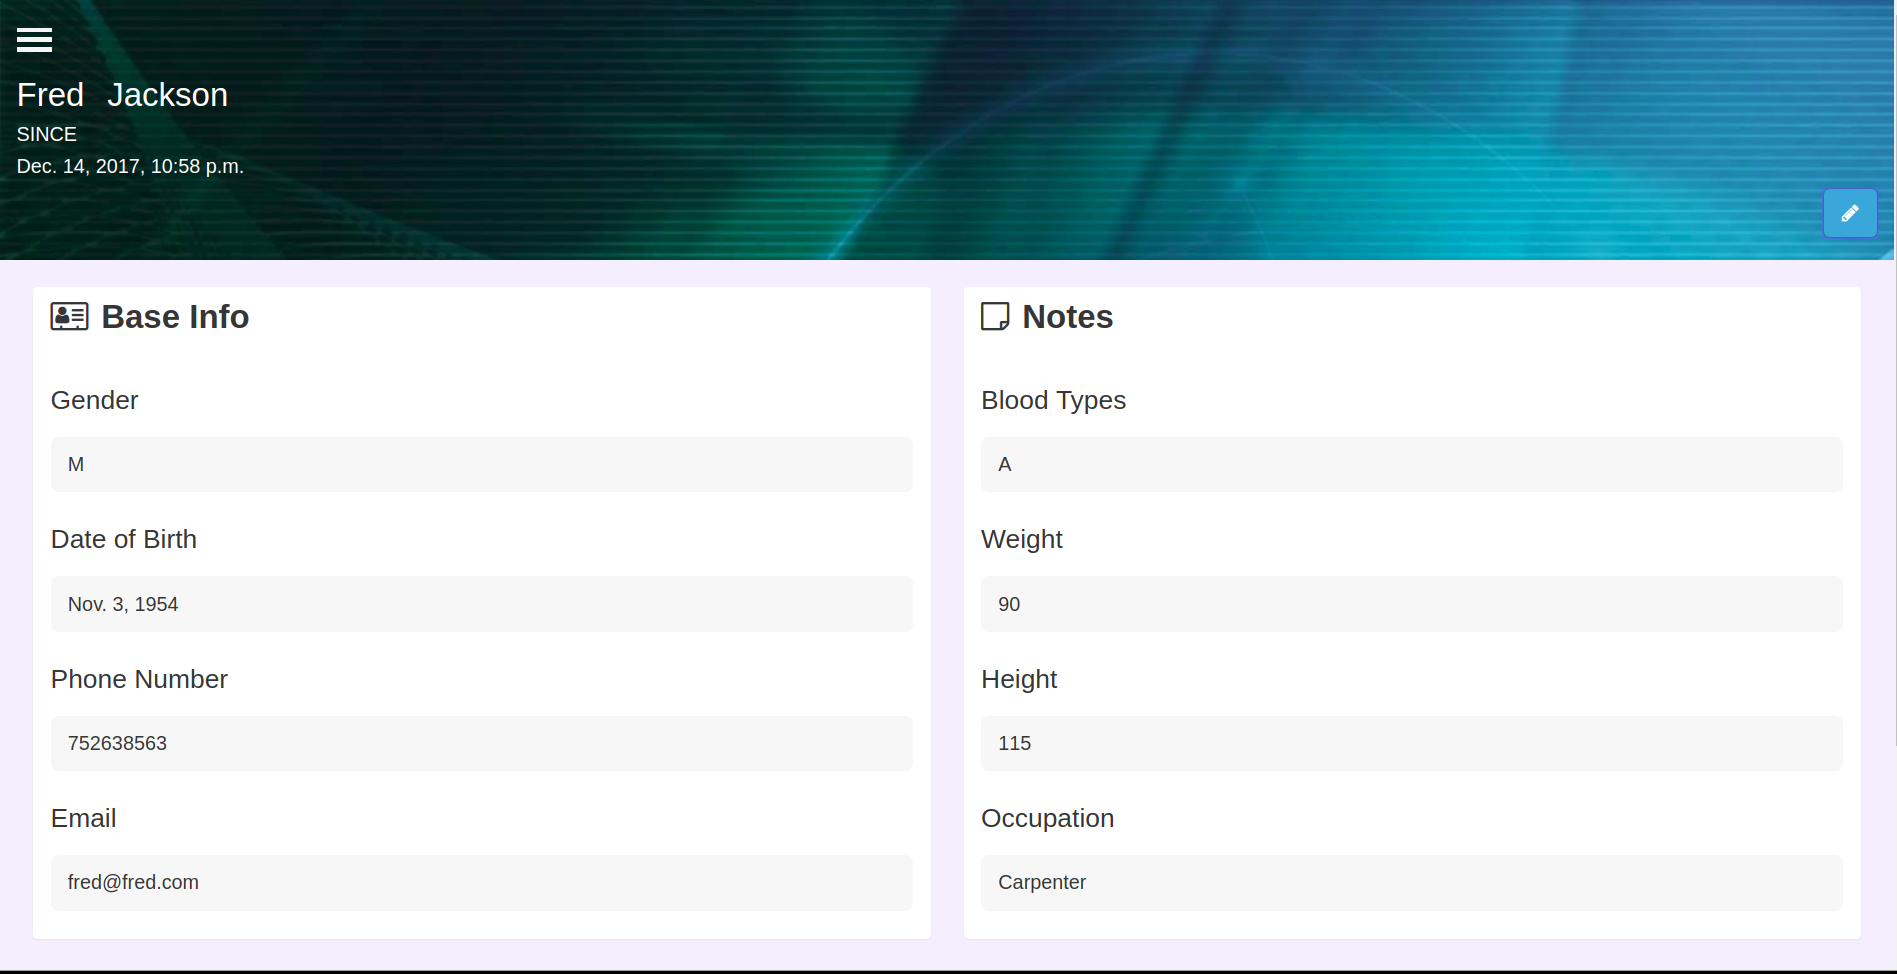 Fred Jackson
SINCE
Dec. 14, 2017, 10:58 p.m.
Base Info
Gender
M
Date of Birth
Nov. 3, 1954
Phone Number
752638563
Email
fred@fred.com
Notes
Blood Types
A
Weight
90
Height
115
Occupation
Carpenter